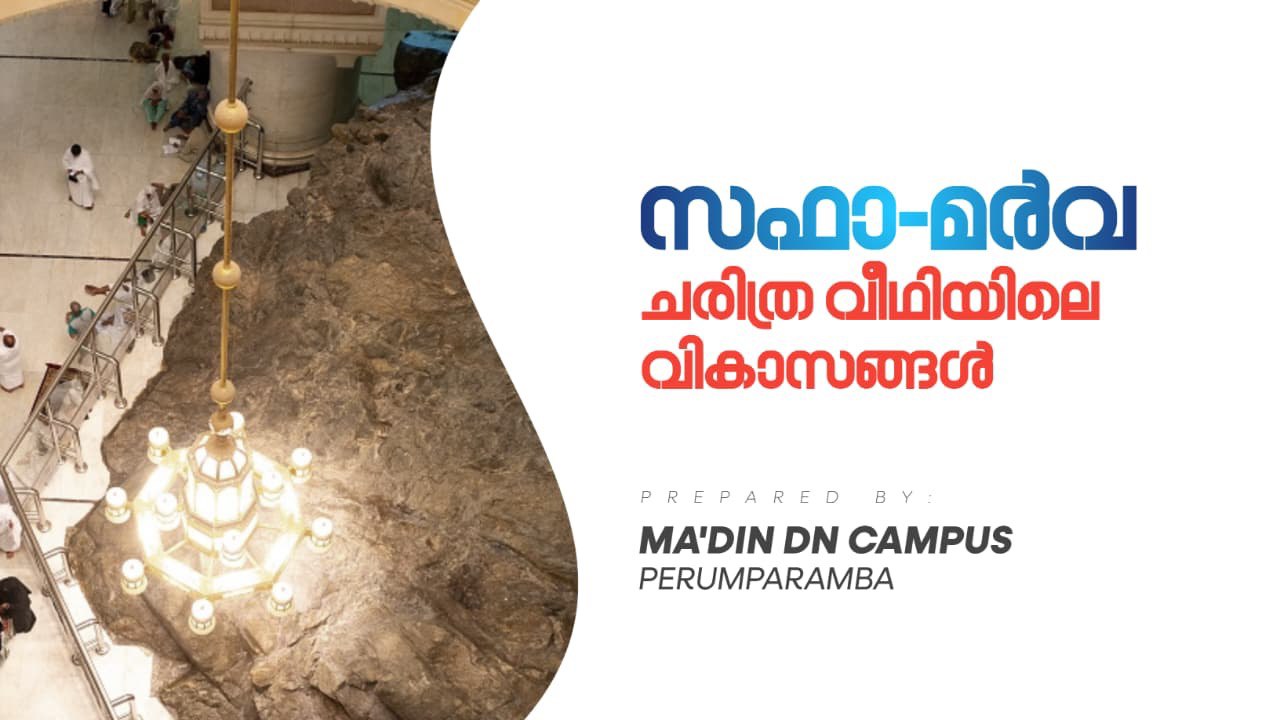 സഫാ-മർവ
ചരിത്ര വീഥിയിലെ
വികാസങ്ങൾ
PREPARED BY:
MA'DIN DN CAMPUS
PERUMPARAMBA